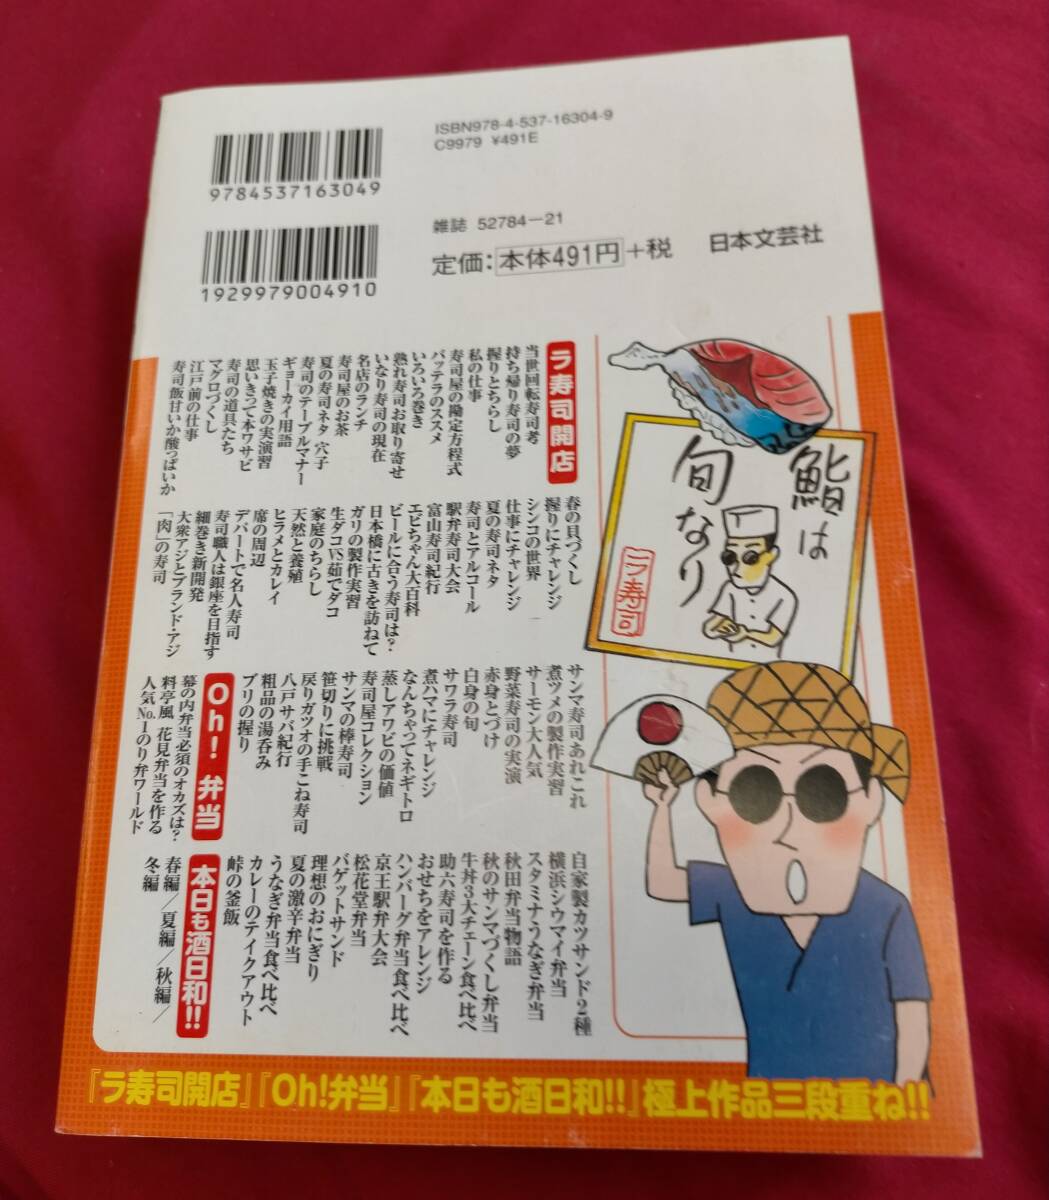 ISBN978-4-537-16304-9
C9979 ¥491E
9784537163049
雑誌 52784-21
定価:本体491円+税
日本文芸社
1929979004910
ラ寿司開店
当世回転寿司考
持ち帰り寿司の夢
握りとちらし
私の仕事
寿司屋の勘定方程式
バッテラのススメ
いろいろ巻き
熟れ寿司お取り寄せ
いなり寿司の現在
名店のランチ
寿司屋のお茶
夏の寿司ネタ 穴子
寿司のテーブルマナー
ギョーカイ用語
玉子焼きの実演習
思いきって本ワサビ
寿司の道具たち
マグロづくし
江戸前の仕事
寿司飯甘いか酸っぱいか
春の貝づくし
握りにチャレンジ
シンコの世界
仕事にチャレンジ
夏の寿司ネタ
寿司とアルコール
駅弁寿司大会
富山寿司紀行
エビちゃん大百科
ビールに合う寿司は?
日本橋に古きを訪ねて
ガリの製作実習
生ダコVS茹でダコ
家庭のちらし
天然と養殖
ヒラメとカレイ
席の周辺
デパートで名人寿司
寿司職人は銀座を目指す
細巻き新開発
大衆アジとブランド・アジ
「肉」の寿司
サンマ寿司あれこれ
煮ツメの製作実習
サーモン大人気
野菜寿司の実演
赤身とづけ
白身の旬
サワラ寿司
煮ハマにチャレンジ
なんちゃってネギトロ
蒸しアワビの価値
寿司屋コレクション
サンマの棒寿司
笹切りに挑戦
戻りガツオの手こね寿司
八戸サバ紀行
粗品の湯呑み
ブリの握り
Oh! 弁当
幕の内弁当必須のオカズは?
料亭風 花見弁当を作る
人気No.1のり弁ワールド
自家製カツサンド2種
横浜シウマイ弁当
スタミナうなぎ弁当
秋田弁当物語
秋のサンマづくし弁当
牛丼3大チェーン食べ比べ
助六寿司を作る
おせちをアレンジ
ハンバーグ弁当食べ比べ
京王駅弁大会
松花堂弁当
バゲットサンド
理想のおにぎり
夏の激辛弁当
うなぎ弁当食べ比べ
カレーのテイクアウト
峠の釜飯
本日も酒日和!!
春編/夏編/秋編/
冬編
鮨は
旬なり
ラ寿司
『ラ寿司開店』『Oh!弁当』『本日も酒日和!!』極上作品三段重ね!!